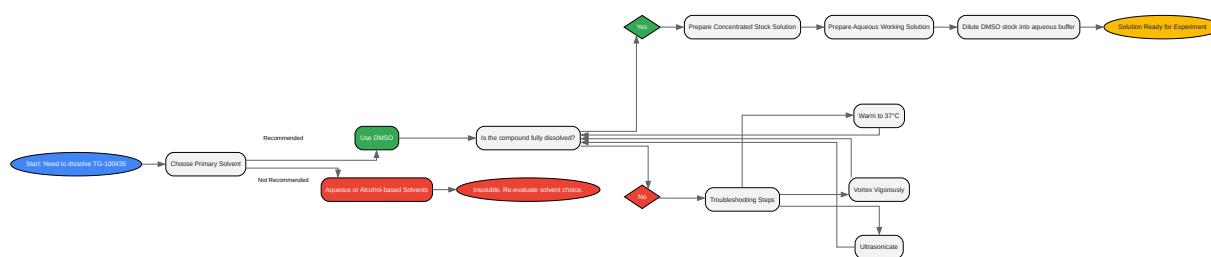 Yes
Prepare Concentrated Stock Solution
Prepare Aqueous Working Solution
Dilute DMSO stock into aqueous buffer
Solution Ready for Experiment
Warm to 37°C
Recommended
Use DMSO
Is the compound fully dissolved?
Start: Need to dissolve TG-100435
Choose Primary Solvent
Not Recommended
Aqueous or Alcohol-based Solvents
Insoluble. Re-evaluate solvent choice.
No
Troubleshooting Steps
Vortex Vigorously
Ultrasonicate